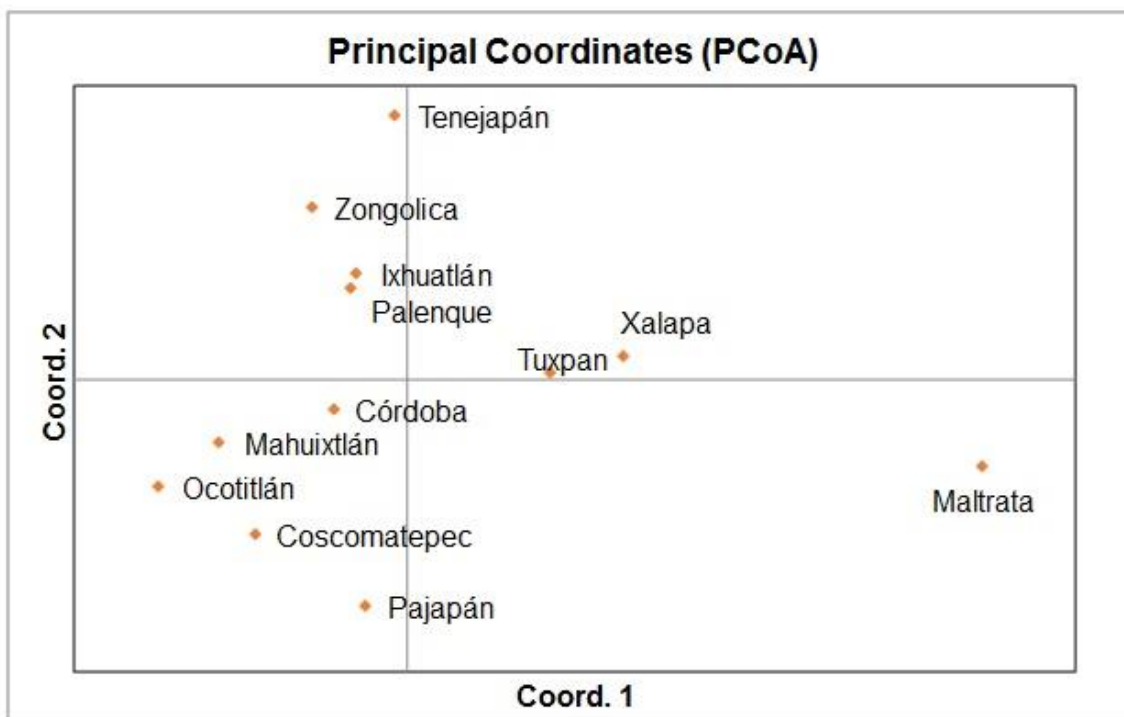 Principal Coordinates (PCoA)
Tenejapán
Zongolica
Ixhuatlán
Palenque
Xalapa
Tuxpan
Coord. 2
Córdoba
Mahuixtlán
Ocotitlán
Maltrata
Coscomatepec
Pajapán
Coord. 1